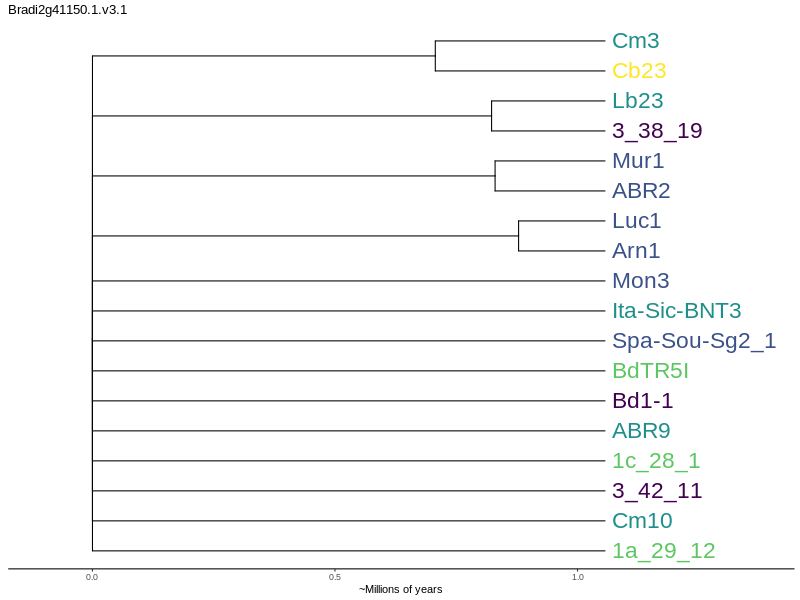 Bradi2g41150.1.v3.1
Cm3
Cb23
Lb23
3_38_19
Mur1
ABR2
Luc1
Arn1
Mon3
Ita-Sic-BNT3
Spa-Sou-Sg2_1
BdTR5I
Bd1-1
ABR9
1c_28_1
3_42_11
Cm10
1a_29_12
0.0 0.5 1.0
~Millions of years